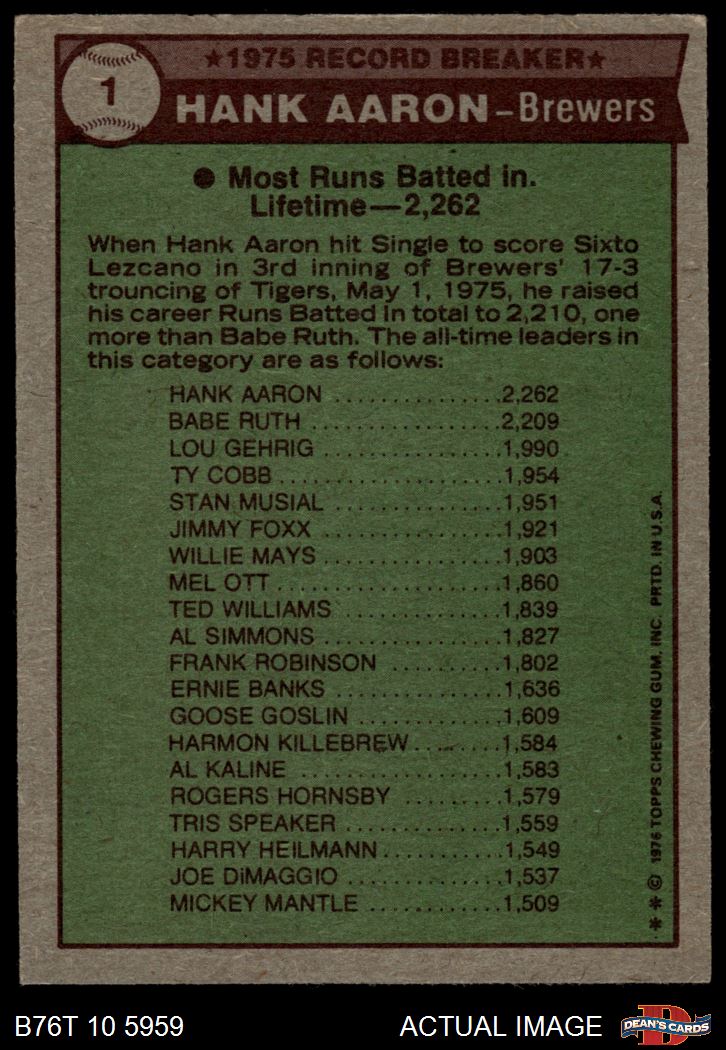 1
★1975 RECORD BREAKER★
HANK AARON–Brewers
● Most Runs Batted in.
Lifetime—2,262
When Hank Aaron hit Single to score Sixto
Lezcano in 3rd inning of Brewers' 17-3
trouncing of Tigers, May 1, 1975, he raised
his career Runs Batted In total to 2,210, one
more than Babe Ruth. The all-time leaders in
this category are as follows:
HANK AARON ................2,262
BABE RUTH ..................2,209
LOU GEHRIG .................1,990
TY COBB.....................1,954
STAN MUSIAL ................1,951
JIMMY FOXX .................1,921
WILLIE MAYS .................1,903
MEL OTT.....................1,860
TED WILLIAMS ...............1,839
AL SIMMONS .................1,827
FRANK ROBINSON ...........1,802
ERNIE BANKS ................1,636
GOOSE GOSLIN ..............1,609
HARMON KILLEBREW.........1,584
AL KALINE ...................1,583
ROGERS HORNSBY ..........1,579
TRIS SPEAKER ...............1,559
HARRY HEILMANN............1,549
JOE DiMAGGIO ...............1,537
MICKEY MANTLE .............1,509
**© 1976 TOPPS CHEWING GUM, INC. PRTD. IN U.S.A.
B76T 10 5959
ACTUAL IMAGE
DEAN'S CARDS